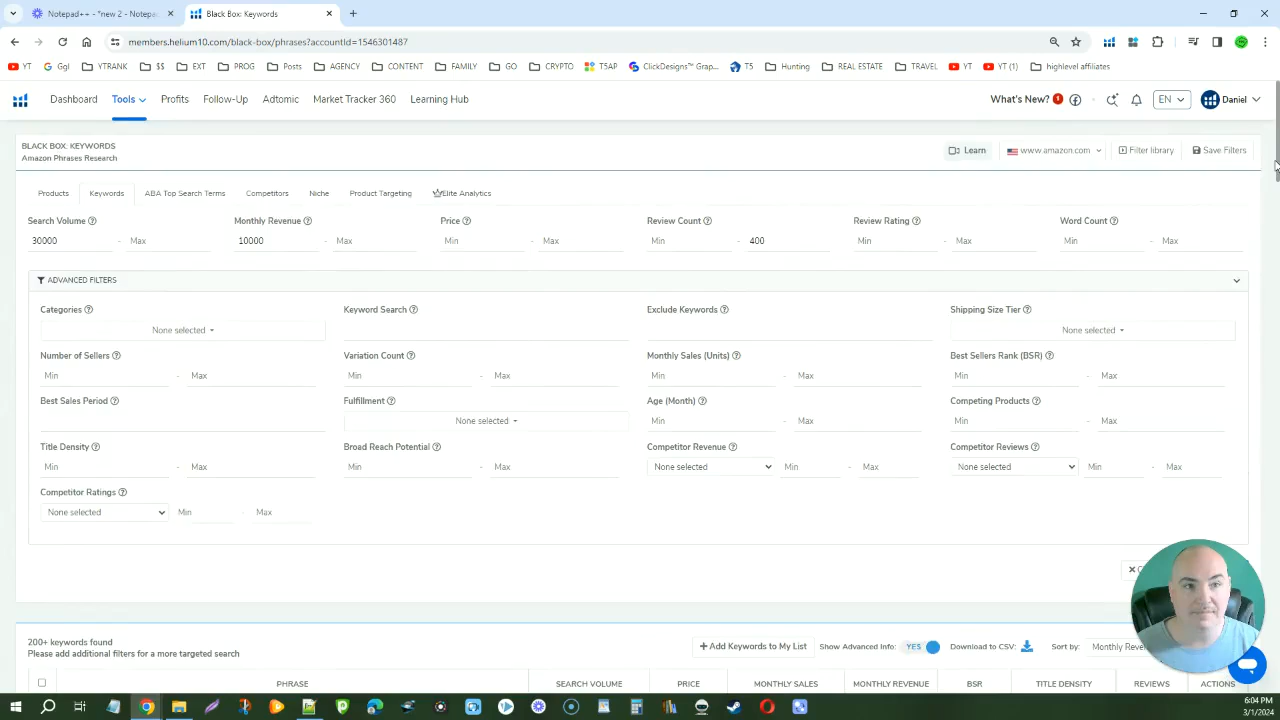 Notepad++ - *new 2 - Notepad
Black Box: Keywords
members.helium10.com/black-box/phrases?accountId=1546301487
YT
Ggl
YTRANK
$$
EXT
PROG
Posts
AGENCY
CONTENT
FAMILY
GO
CRYPTO
T5AP
ClickDesigns™ Grap...
T5
Hunting
REAL ESTATE
TRAVEL
YT
YT (1)
highlevel affiliates
Dashboard
Tools
Profits
Follow-Up
Adtomic
Market Tracker 360
Learning Hub
What's New?
1
EN
Daniel
BLACK BOX: KEYWORDS
Amazon Phrases Research
Learn
www.amazon.com
Filter library
Save Filters
Products
Keywords
ABA Top Search Terms
Competitors
Niche
Product Targeting
Elite Analytics
Search Volume
Monthly Revenue
Price
Review Count
Review Rating
Word Count
30000 - Max
10000 - Max
Min - Max
Min - 400
Min - Max
Min - Max
ADVANCED FILTERS
Categories
Keyword Search
Exclude Keywords
Shipping Size Tier
None selected
None selected
Number of Sellers
Variation Count
Monthly Sales (Units)
Best Sellers Rank (BSR)
Min - Max
Min - Max
Min - Max
Min - Max
Best Sales Period
Fulfillment
Age (Month)
Competing Products
None selected
Min - Max
Min - Max
Title Density
Broad Reach Potential
Competitor Revenue
Competitor Reviews
Min - Max
Min - Max
None selected
Min - Max
None selected
Min - Max
Competitor Ratings
None selected
Min - Max
200+ keywords found
Please add additional filters for a more targeted search
+ Add Keywords to My List
Show Advanced Info:
YES
Download to CSV:
Sort by:
Monthly Reve
PHRASE
SEARCH VOLUME
PRICE
MONTHLY SALES
MONTHLY REVENUE
BSR
TITLE DENSITY
REVIEWS
ACTIONS
6:04 PM
3/1/2024